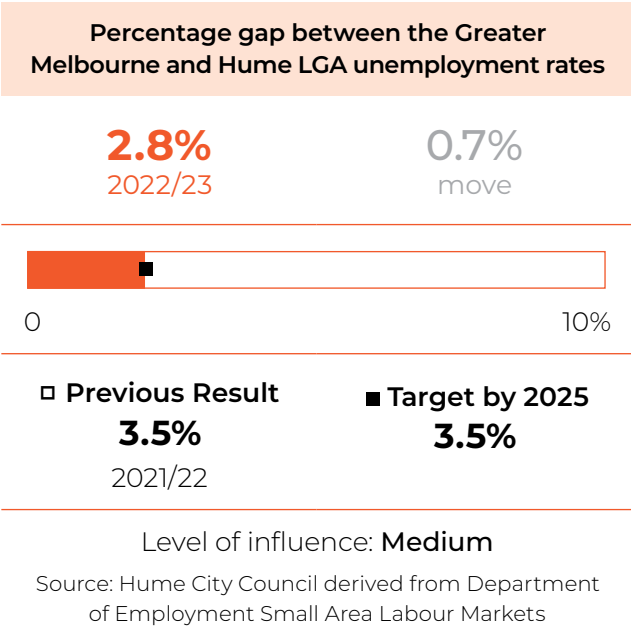 Percentage gap between the Greater
Melbourne and Hume LGA unemployment rates
2.8%
2022/23
0.7%
move
0
10%
Previous Result
3.5%
2021/22
Target by 2025
3.5%
Level of influence: Medium
Source: Hume City Council derived from Department
of Employment Small Area Labour Markets